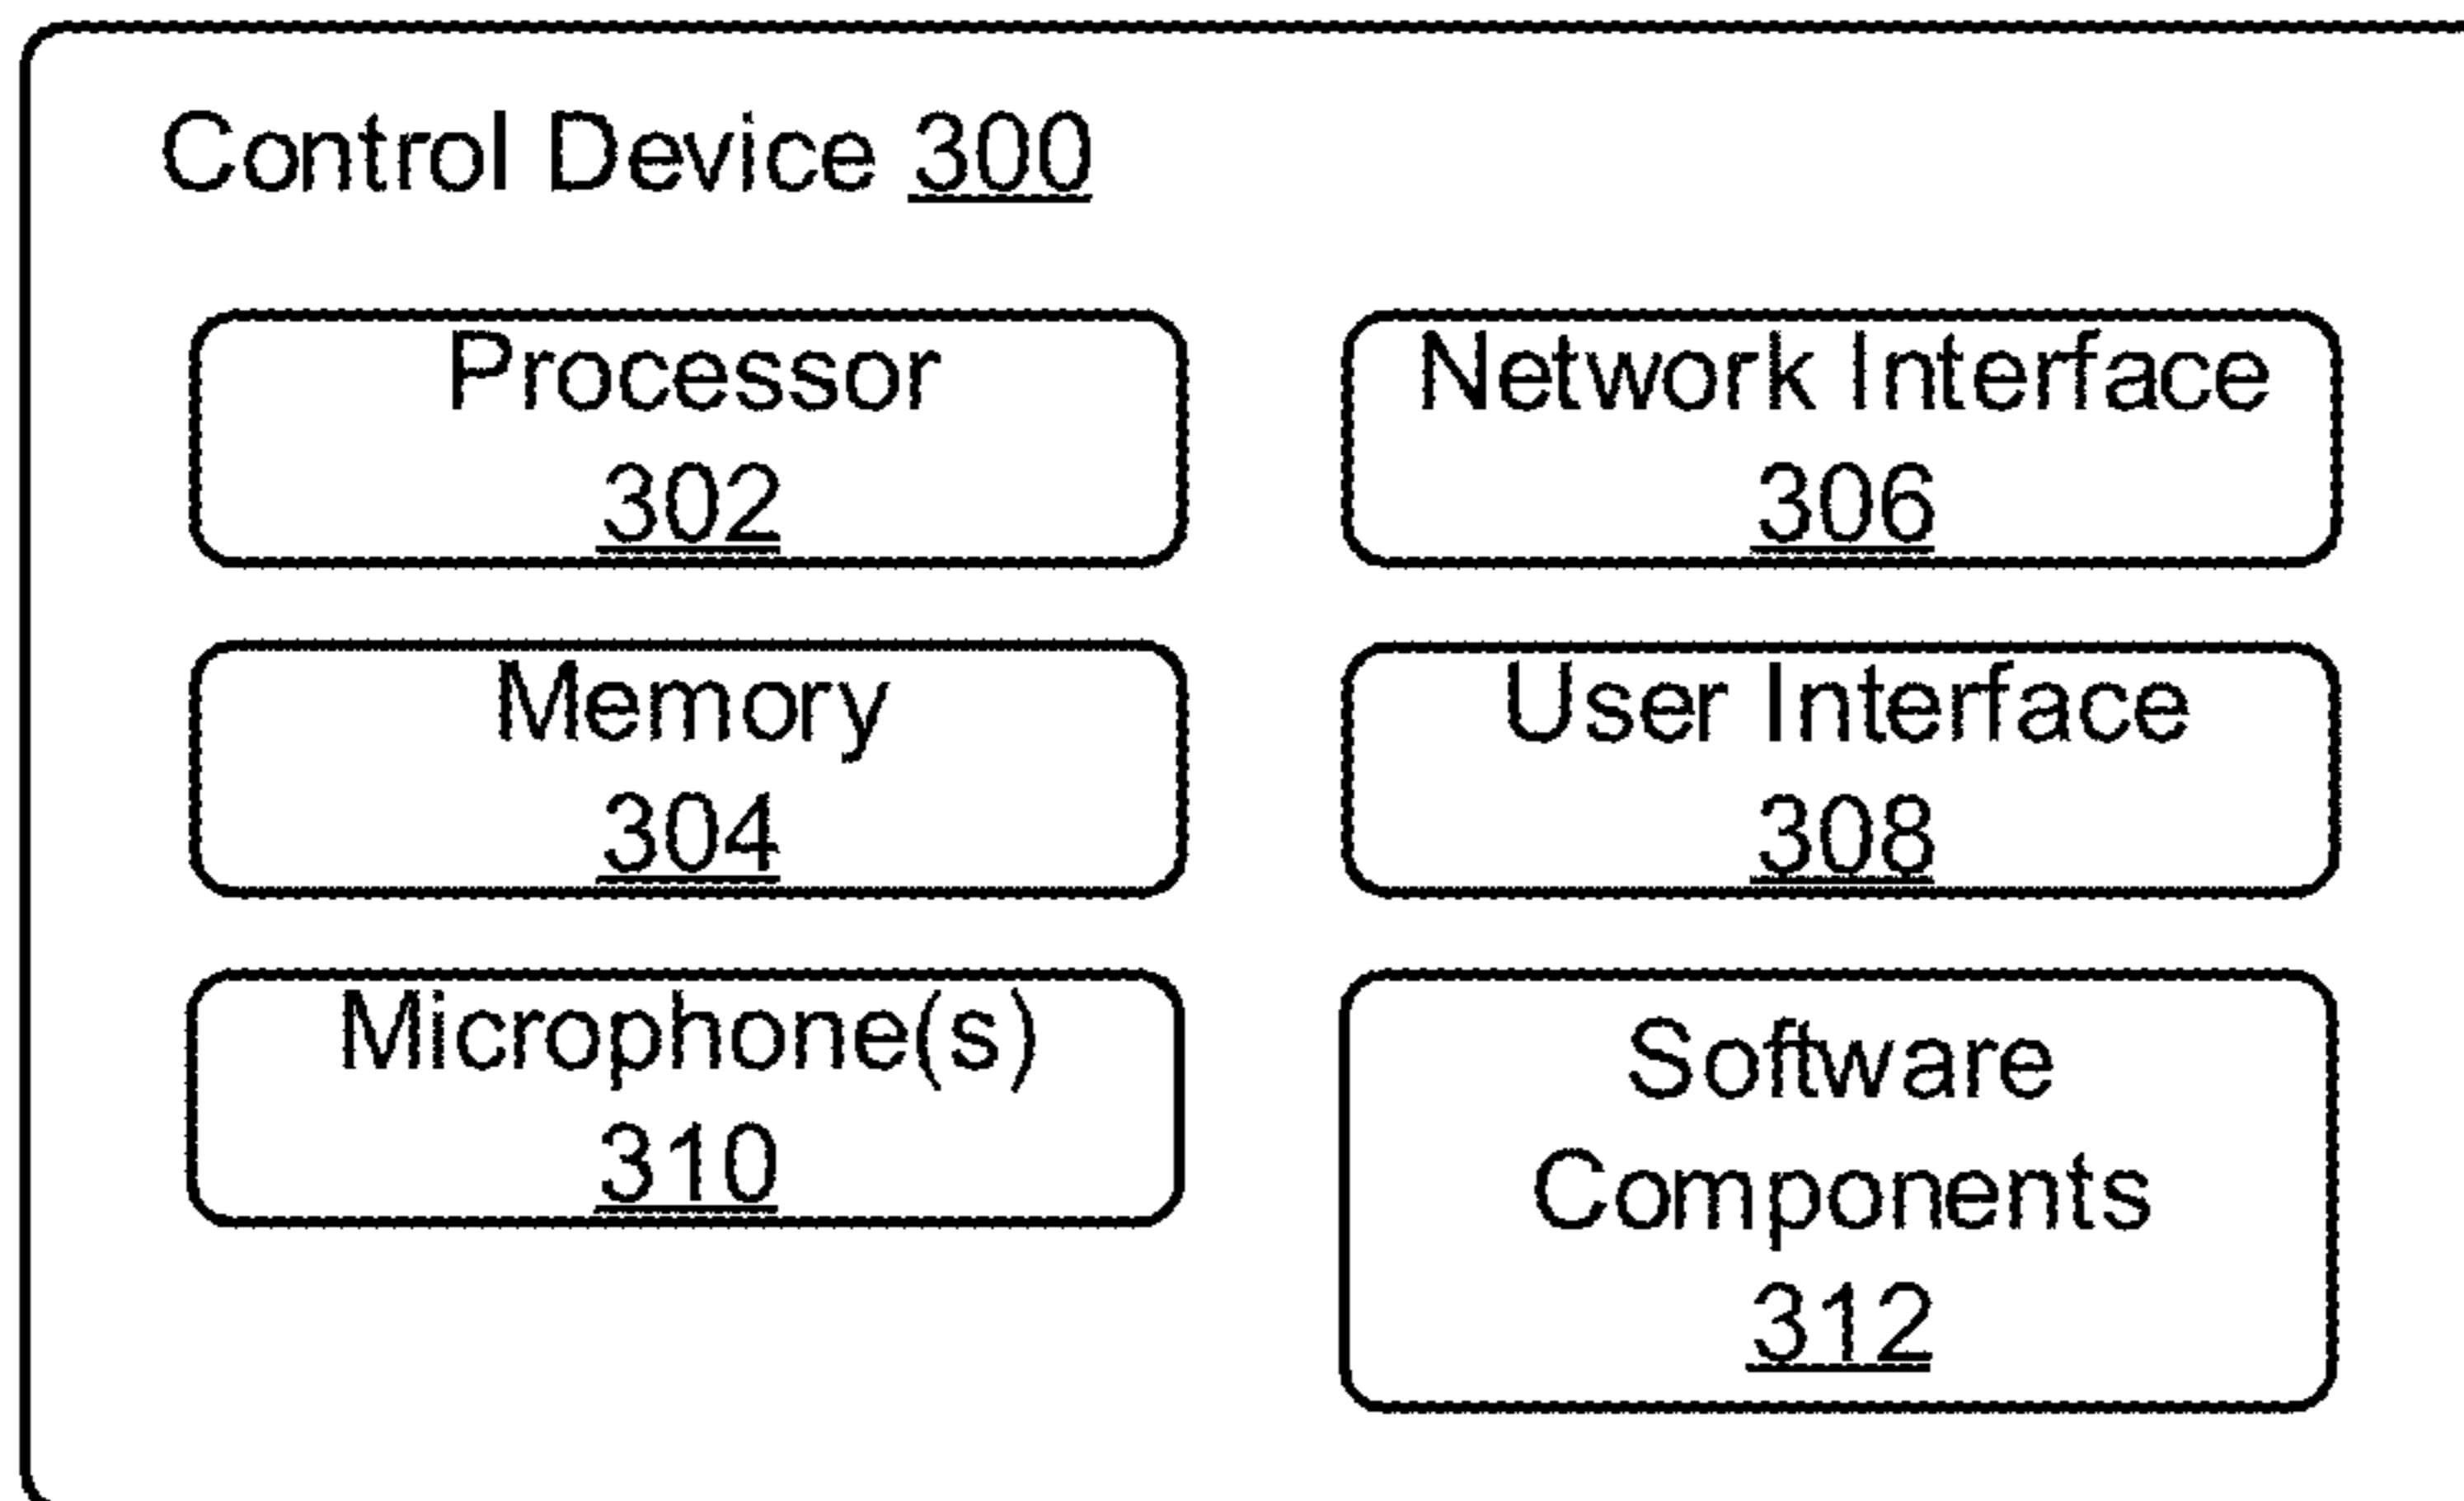 Control Device 300
Processor
302
Network Interface
306
Memory
304
User Interface
308
Microphone(s)
310
Software
Components
312